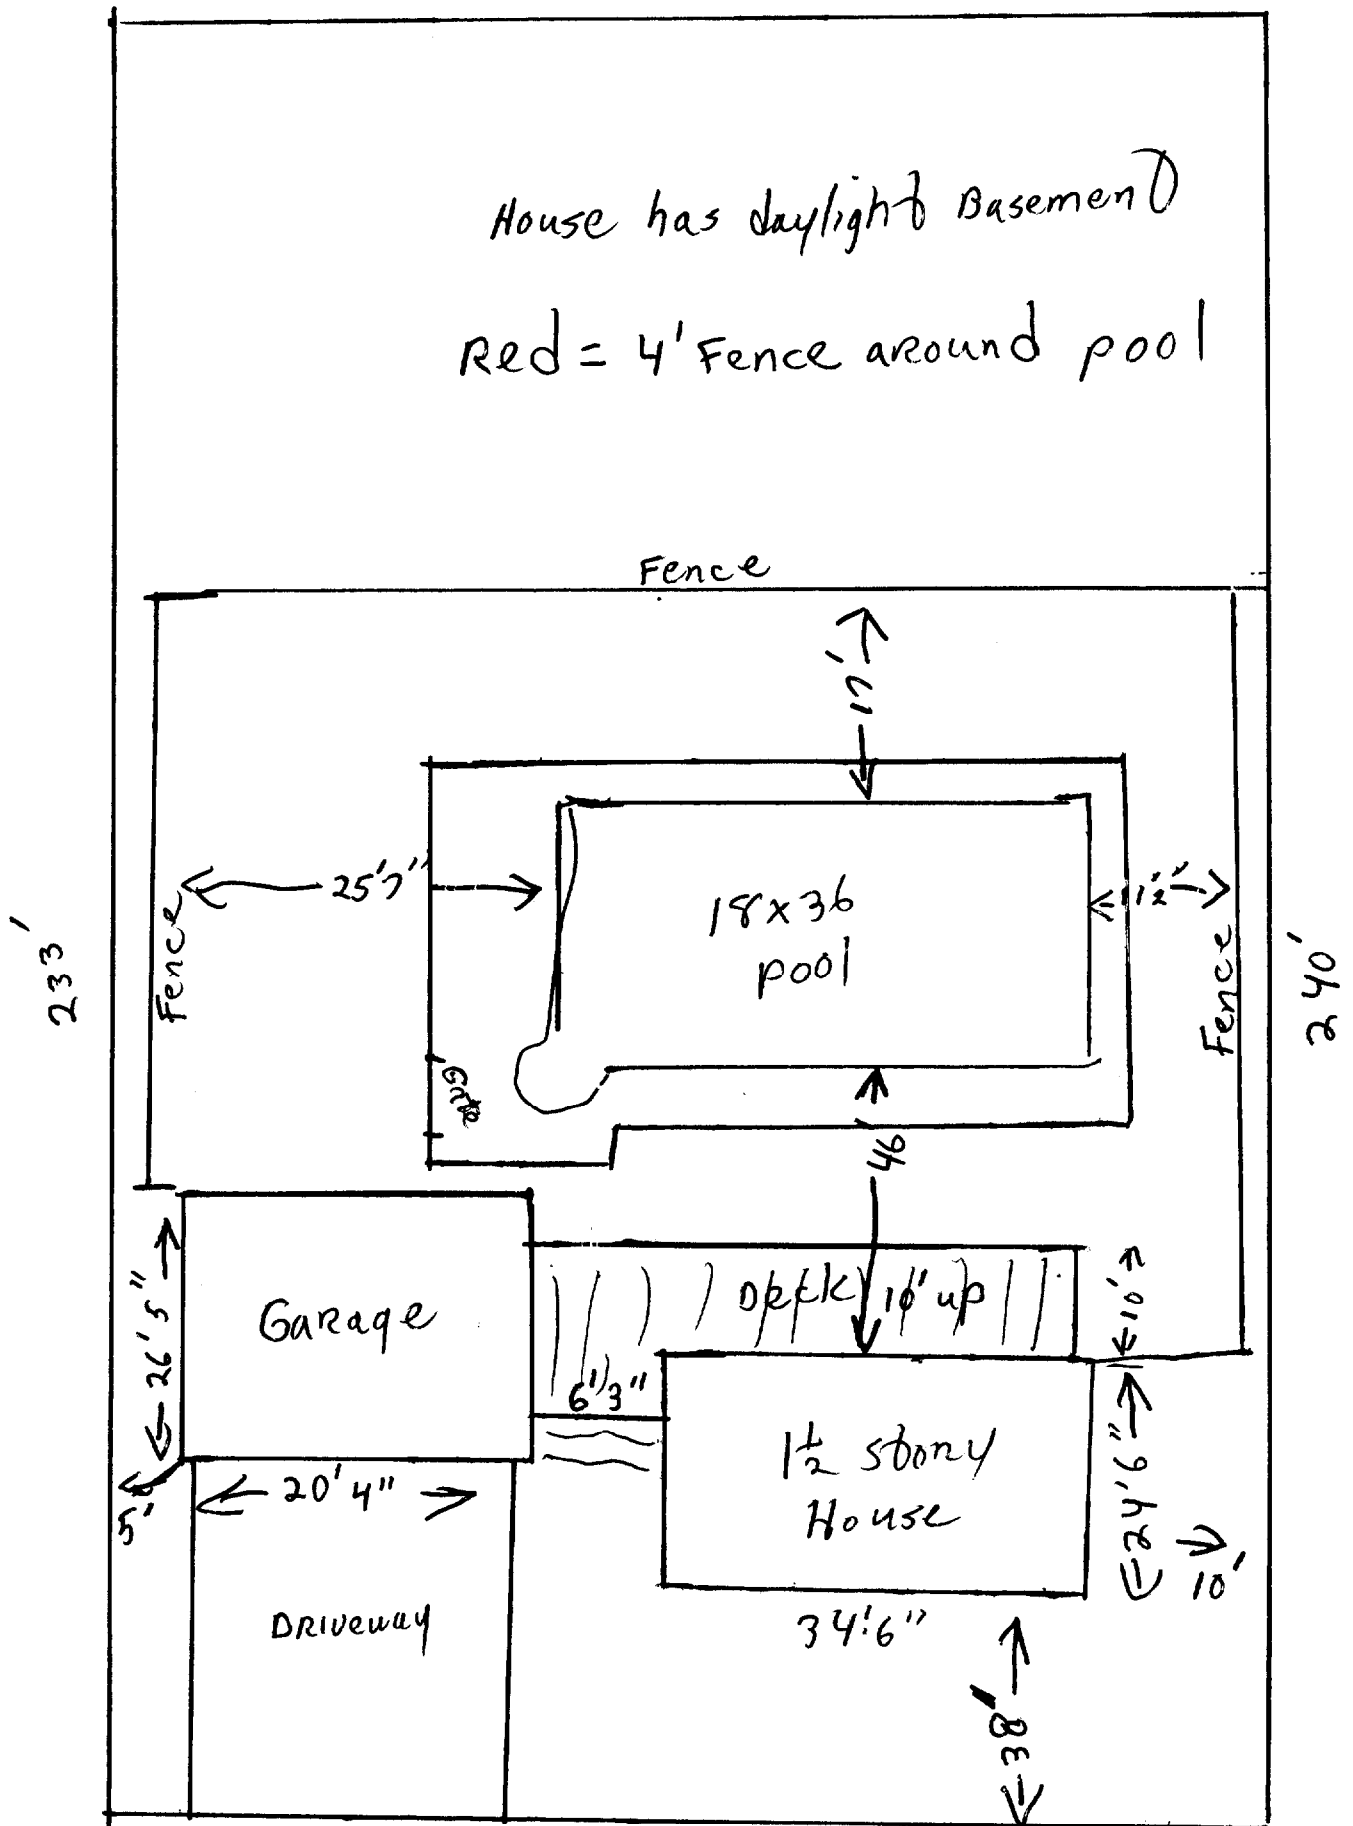 House has daylight Basement
Red = 4' Fence around pool
Fence
17'
25'7"
18x36
pool
11½'
Fence
Fence
233'
240'
Gate
46
Garage
26'5"
Deck 10' up
10'
6'3"
1½ story
House
24'6"
10'
5'
20'4"
Driveway
34'6"
38'